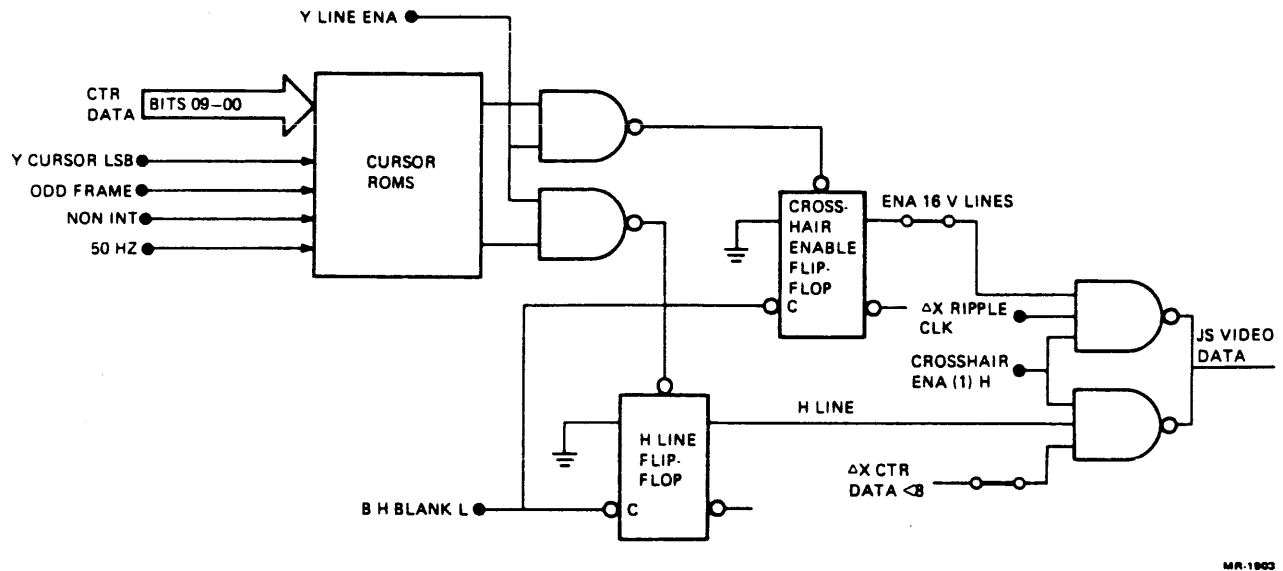 Y LINE ENA
CTR
DATA
BITS 09–00
Y CURSOR LSB
ODD FRAME
NON INT
50 HZ
CURSOR
ROMS
CROSS-
HAIR
ENABLE
FLIP-
FLOP
C
ENA 16 V LINES
ΔX RIPPLE
CLK
CROSSHAIR
ENA (1) H
JS VIDEO
DATA
H LINE
FLIP-
FLOP
C
H LINE
ΔX CTR
DATA <8
B H BLANK L
MR-1903